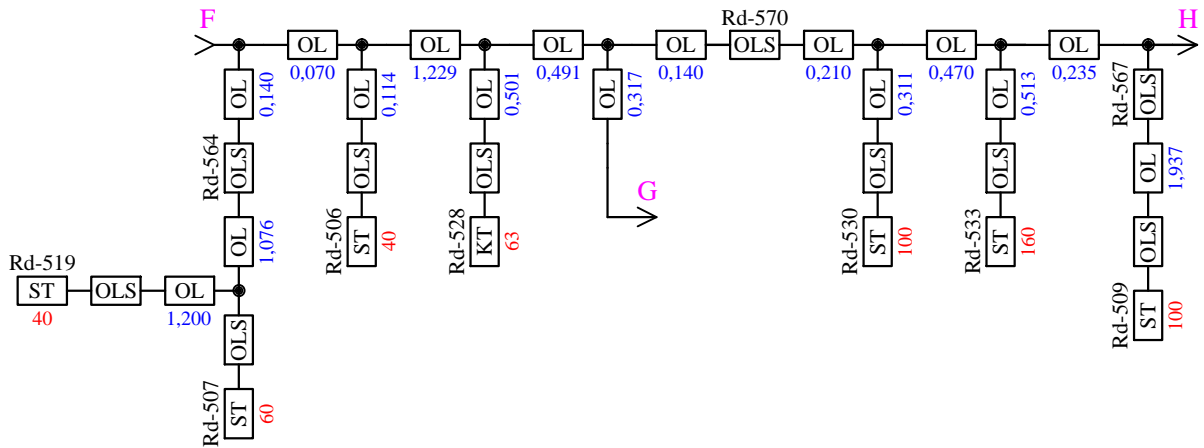 F
Rd-570
H
OL
OL
OL
OL
OLS
OL
OL
OL
0,070
1,229
0,491
0,140
0,210
0,470
0,235
OL
0,140
OL
0,114
OL
0,501
OL
0,317
OL
0,311
OL
0,513
Rd-567
OLS
Rd-564
OLS
OLS
OLS
OLS
OLS
OL
1,937
G
OL
1,076
Rd-506
ST
40
Rd-528
KT
63
Rd-530
ST
100
Rd-533
ST
160
OLS
Rd-519
ST
OLS
OL
40
1,200
Rd-509
ST
100
OLS
Rd-507
ST
60